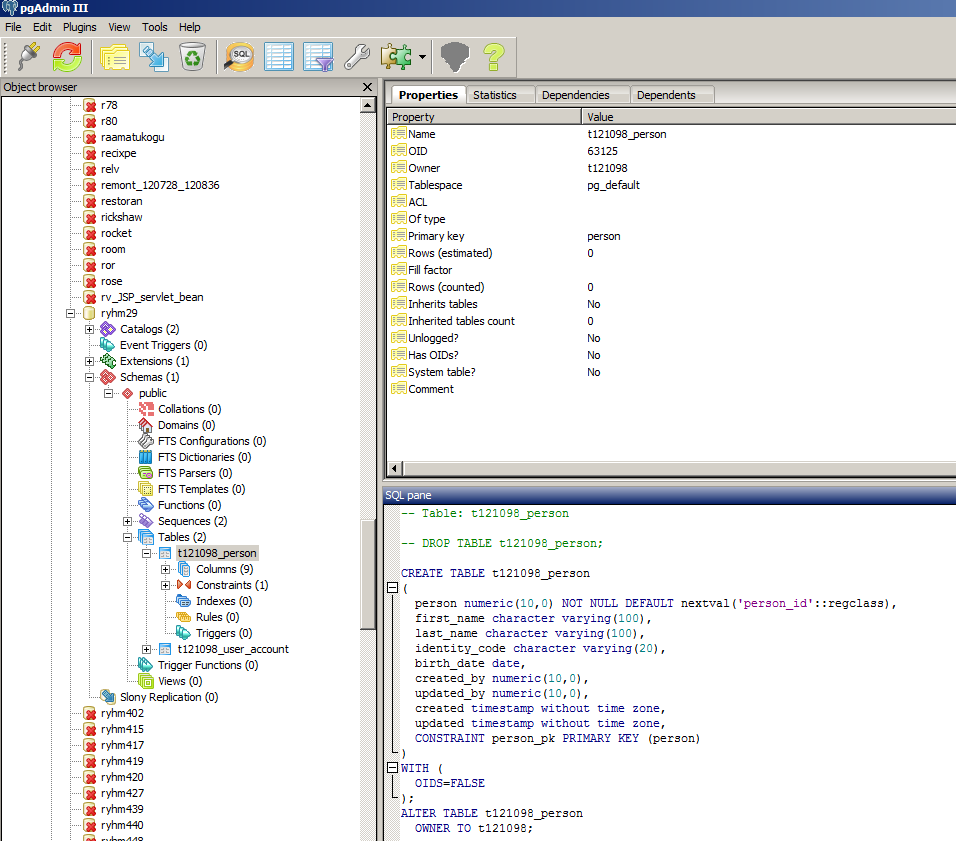 pgAdmin III
File Edit Plugins View Tools Help
SQL
Object browser
r78
r80
raamatukogu
recixpe
relv
remont_120728_120836
restoran
rickshaw
rocket
room
ror
rose
rv_JSP_servlet_bean
ryhm29
Catalogs (2)
Event Triggers (0)
Extensions (1)
Schemas (1)
public
Collations (0)
Domains (0)
FTS Configurations (0)
FTS Dictionaries (0)
FTS Parsers (0)
FTS Templates (0)
Functions (0)
Sequences (2)
Tables (2)
t121098_person
Columns (9)
Constraints (1)
Indexes (0)
Rules (0)
Triggers (0)
t121098_user_account
Trigger Functions (0)
Views (0)
Slony Replication (0)
ryhm402
ryhm415
ryhm417
ryhm419
ryhm420
ryhm427
ryhm439
ryhm440
ryhm448
Properties Statistics Dependencies Dependents
Property Value
Name t121098_person
OID 63125
Owner t121098
Tablespace pg_default
ACL
Of type
Primary key person
Rows (estimated) 0
Fill factor
Rows (counted) 0
Inherits tables No
Inherited tables count 0
Unlogged? No
Has OIDs? No
System table? No
Comment
SQL pane
-- Table: t121098_person
-- DROP TABLE t121098_person;
CREATE TABLE t121098_person
(
person numeric(10,0) NOT NULL DEFAULT nextval('person_id'::regclass),
first_name character varying(100),
last_name character varying(100),
identity_code character varying(20),
birth_date date,
created_by numeric(10,0),
updated_by numeric(10,0),
created timestamp without time zone,
updated timestamp without time zone,
CONSTRAINT person_pk PRIMARY KEY (person)
)
WITH (
OIDS=FALSE
);
ALTER TABLE t121098_person
OWNER TO t121098;